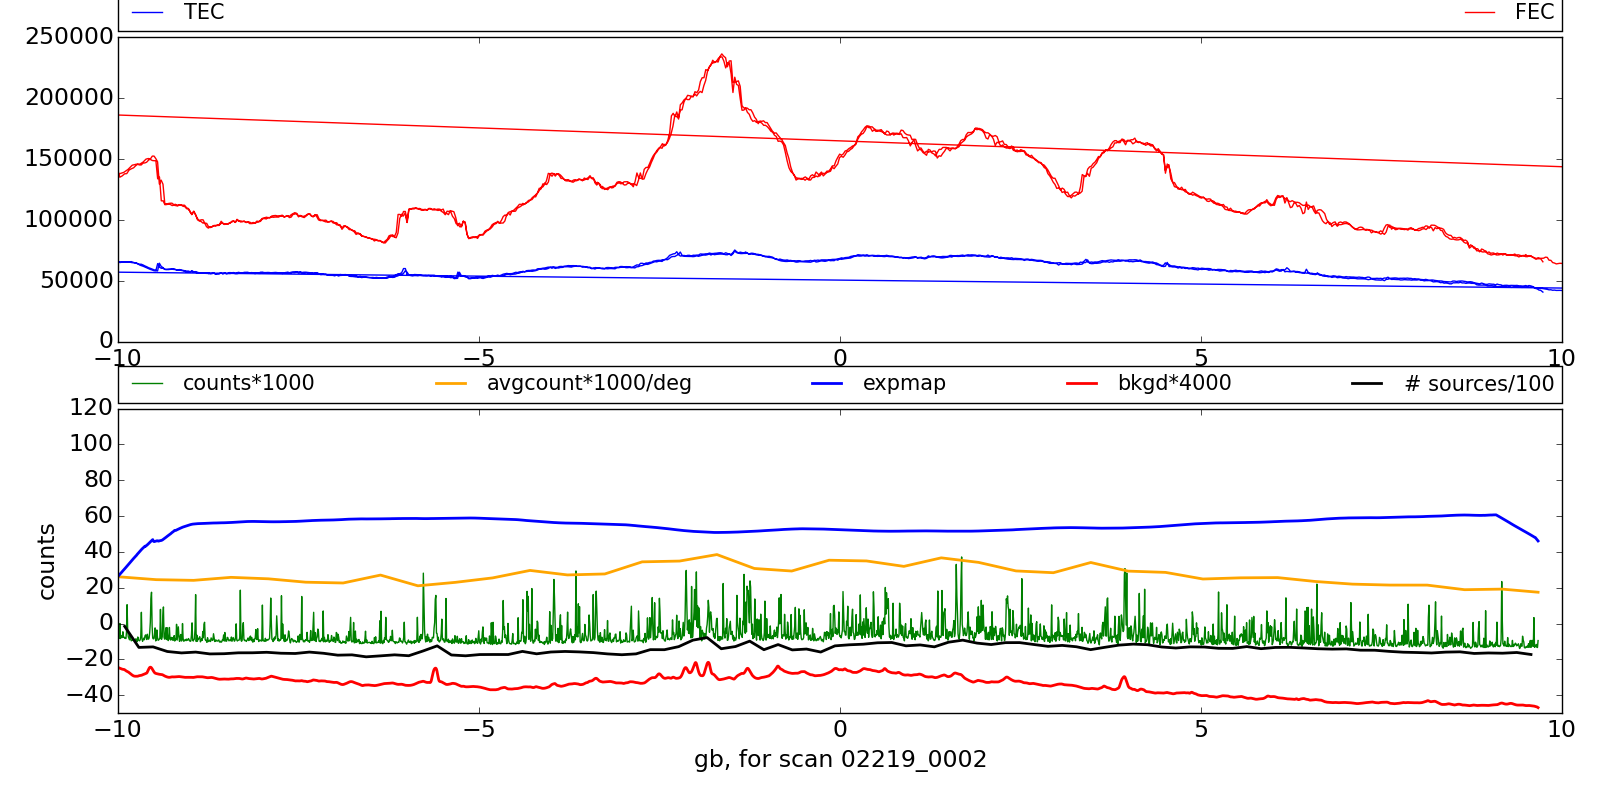 TEC FEC
250000
200000
150000
100000
50000
0
−10 −5 0 5 10
counts*1000 avgcount*1000/deg expmap bkgd*4000 # sources/100
120
100
80
60
40
20
0
−20
−40
counts
−10 −5 0 5 10
gb, for scan 02219_0002